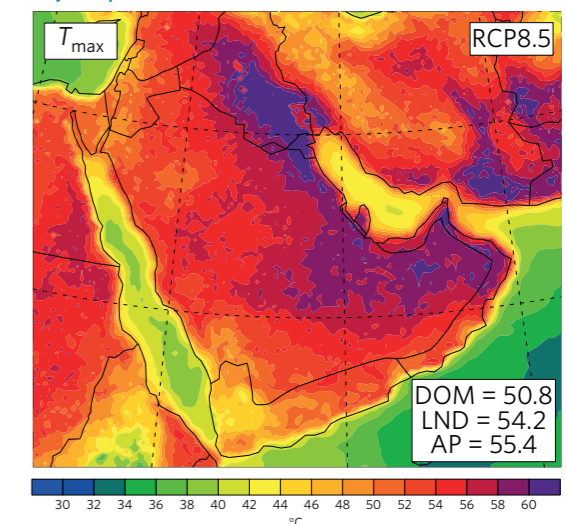 Tmax
RCP8.5
DOM = 50.8
LND = 54.2
AP = 55.4
30 32 34 36 38 40 42 44 46 48 50 52 54 56 58 60
°C